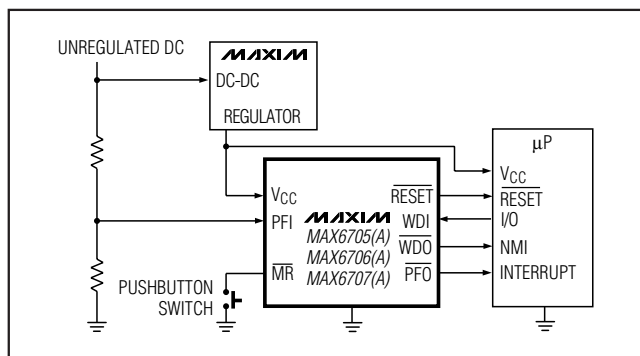 UNREGULATED DC
MAXIM
DC-DC
REGULATOR
μP
VCC
RESET
I/O
NMI
INTERRUPT
VCC
PFI
MR
MAXIM
MAX6705(A)
MAX6706(A)
MAX6707(A)
RESET
WDI
WDO
PFO
PUSHBUTTON
SWITCH